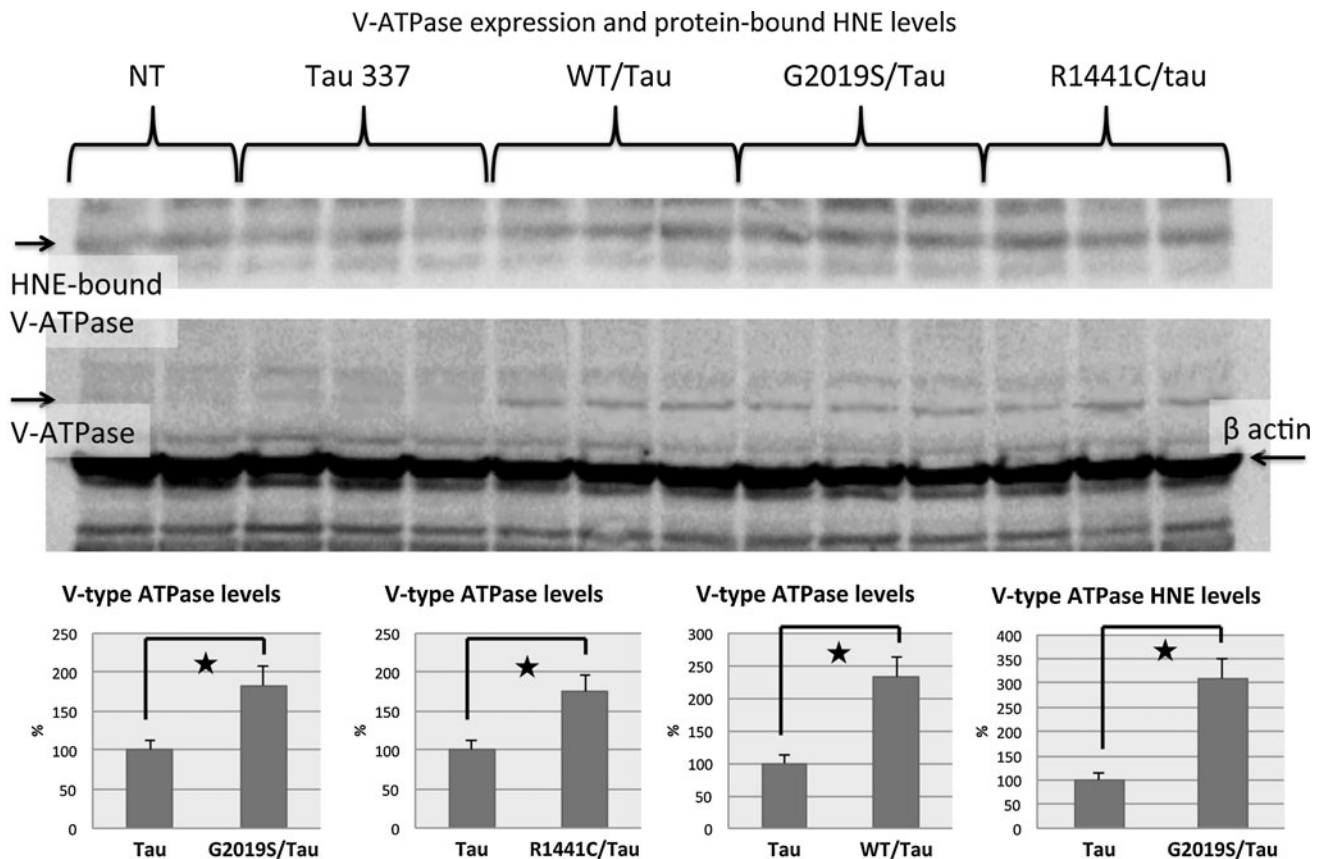 V-ATPase expression and protein-bound HNE levels
NT Tau 337 WT/Tau G2019S/Tau R1441C/tau
HNE-bound
V-ATPase
V-ATPase
β actin
V-type ATPase levels
250
200
150
100
50
0
%
Tau G2019S/Tau
V-type ATPase levels
250
200
150
100
50
0
%
Tau R1441C/Tau
V-type ATPase levels
300
250
200
150
100
50
0
%
Tau WT/Tau
V-type ATPase HNE levels
400
350
300
250
200
150
100
50
0
%
Tau G2019S/Tau